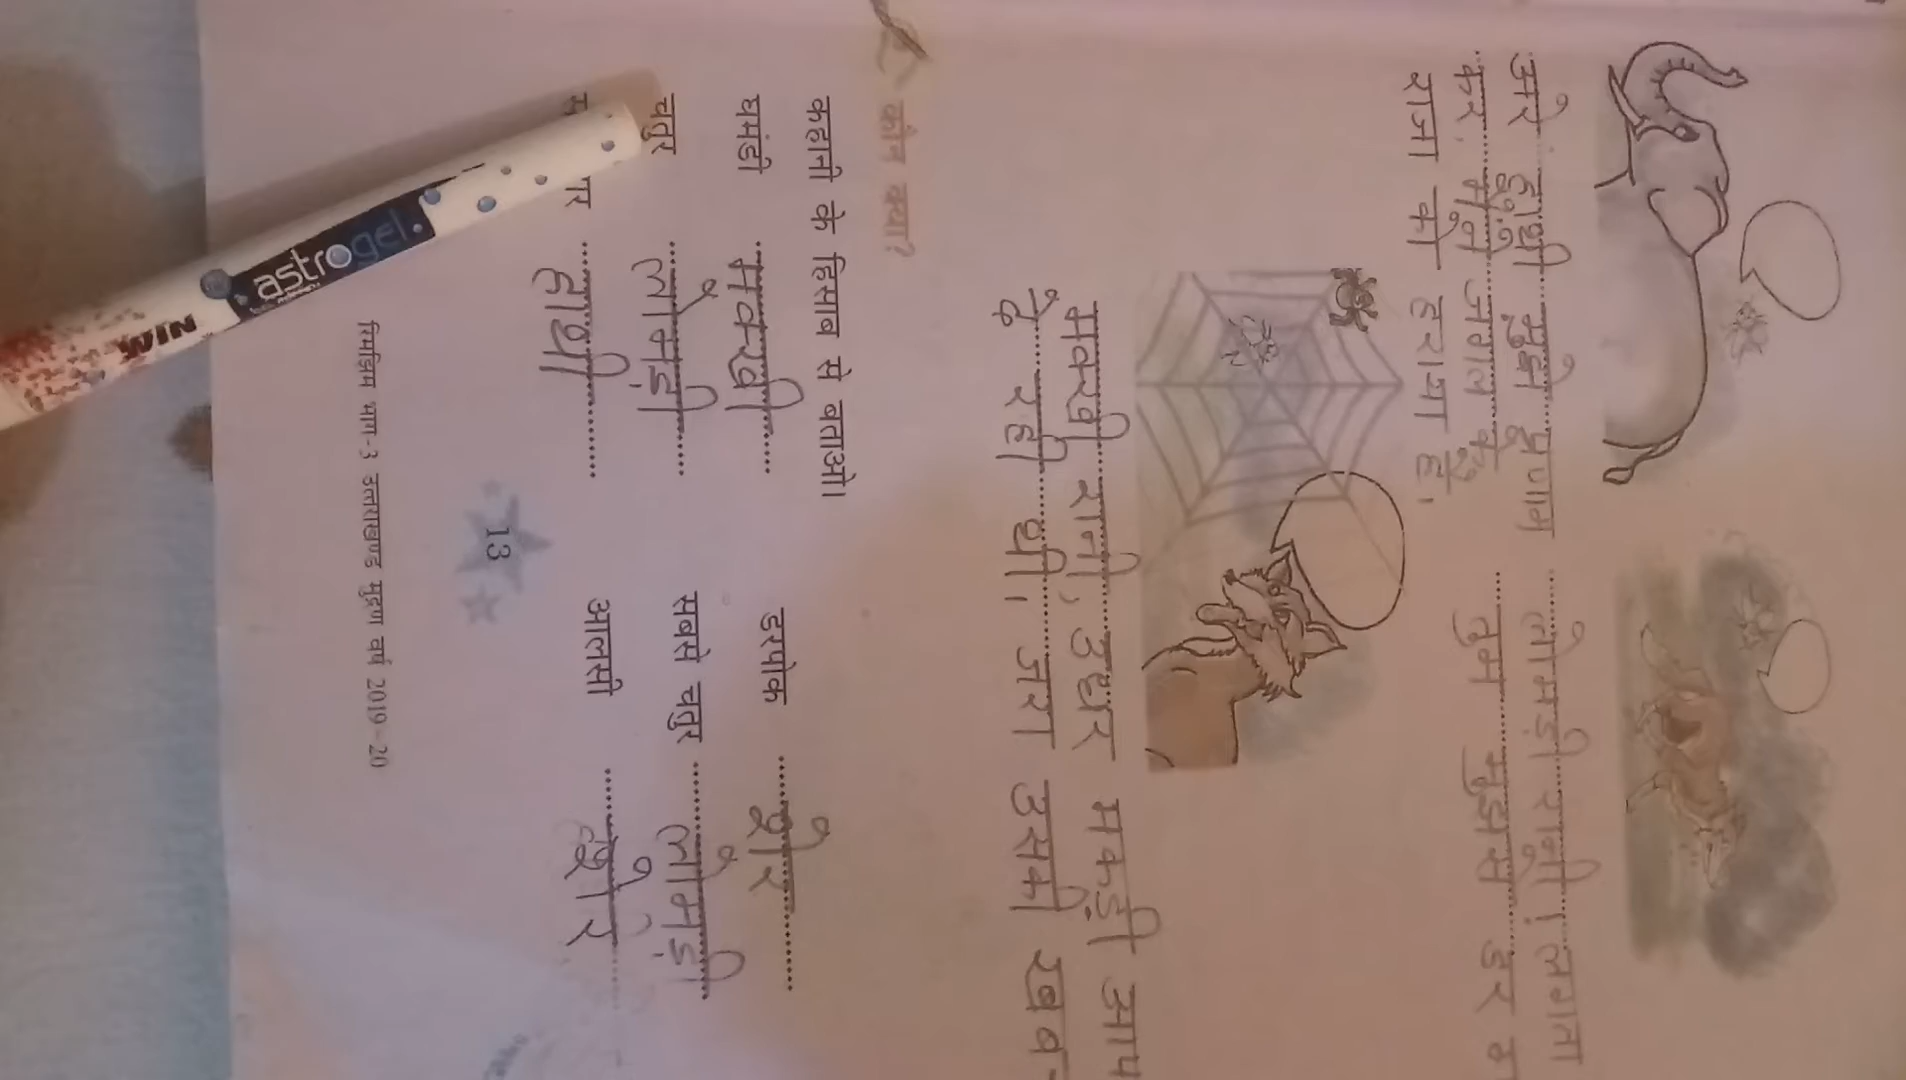 अरे हाथी मुझे प्रणाम
कर, मैंने जंगल के
राजा को हराया है।
लोमड़ी रानी! लगता
तुम मुझसे डर
मक्खी रानी, उधर मकड़ी आप
ढूँढ रही थी। जरा उसकी
कौन क्या?
कहानी के हिसाब से बताओ।
घमंडी मक्खी
डरपोक शेर
चतुर लोमड़ी
सबसे चतुर लोमड़ी
हाथी
आलसी शेर
13
रिमझिम भाग-3 उत्तराखण्ड मुद्रण वर्ष 2019-20
astrogel